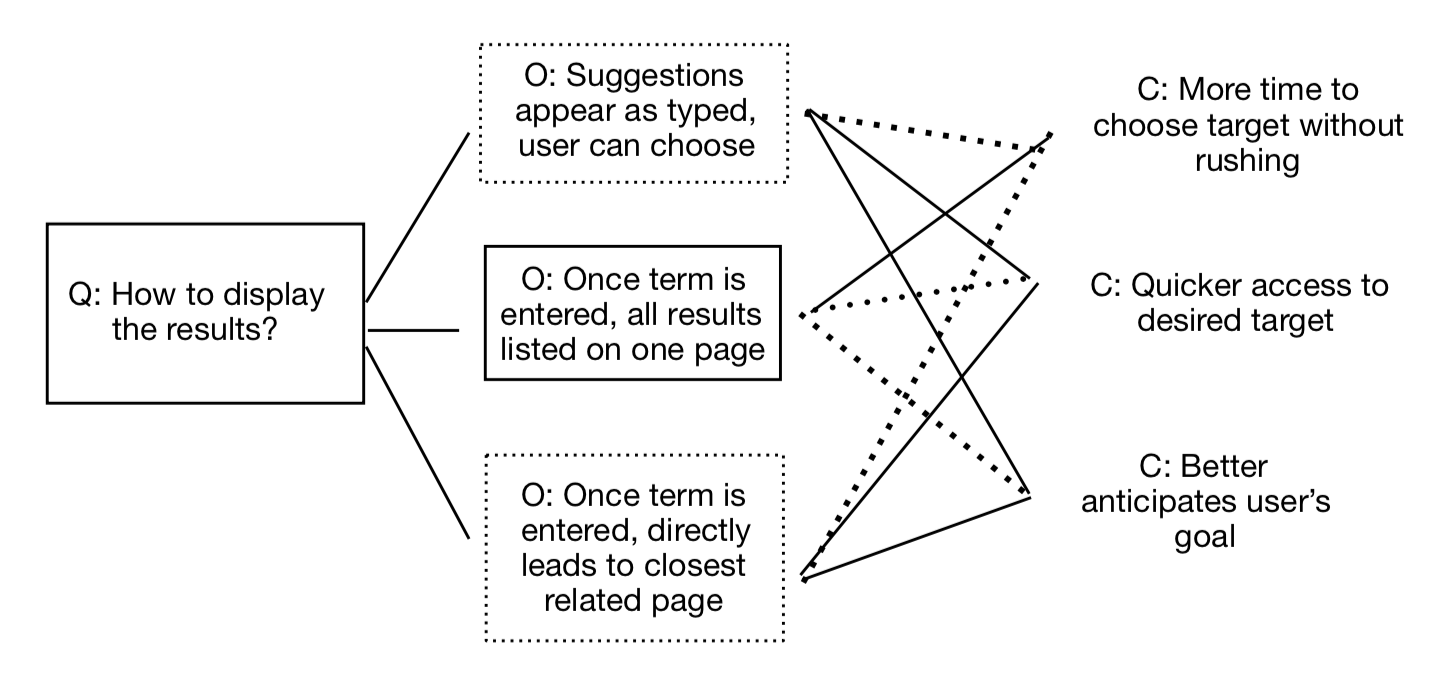 Q: How to display
the results?
O: Suggestions
appear as typed,
user can choose
O: Once term is
entered, all results
listed on one page
O: Once term is
entered, directly
leads to closest
related page
C: More time to
choose target without
rushing
C: Quicker access to
desired target
C: Better
anticipates user’s
goal